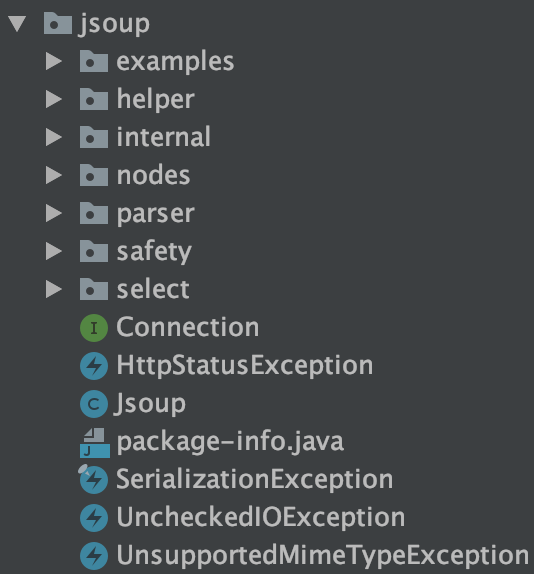 jsoup
examples
helper
internal
nodes
parser
safety
select
I Connection
HttpStatusException
C Jsoup
J package-info.java
SerializationException
UncheckedIOException
UnsupportedMimeTypeException